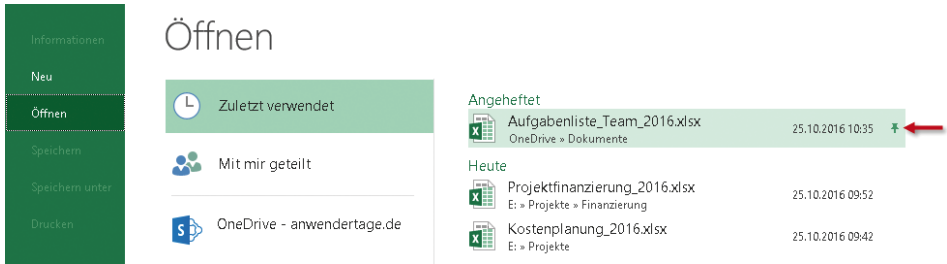 Informationen
Neu
Öffnen
Speichern
Speichern unter
Drucken
Öffnen
Zuletzt verwendet
Mit mir geteilt
OneDrive - anwendertage.de
Angeheftet
Aufgabenliste_Team_2016.xlsx 25.10.2016 10:35
OneDrive » Dokumente
Heute
Projektfinanzierung_2016.xlsx 25.10.2016 09:52
E: » Projekte » Finanzierung
Kostenplanung_2016.xlsx 25.10.2016 09:42
E: » Projekte